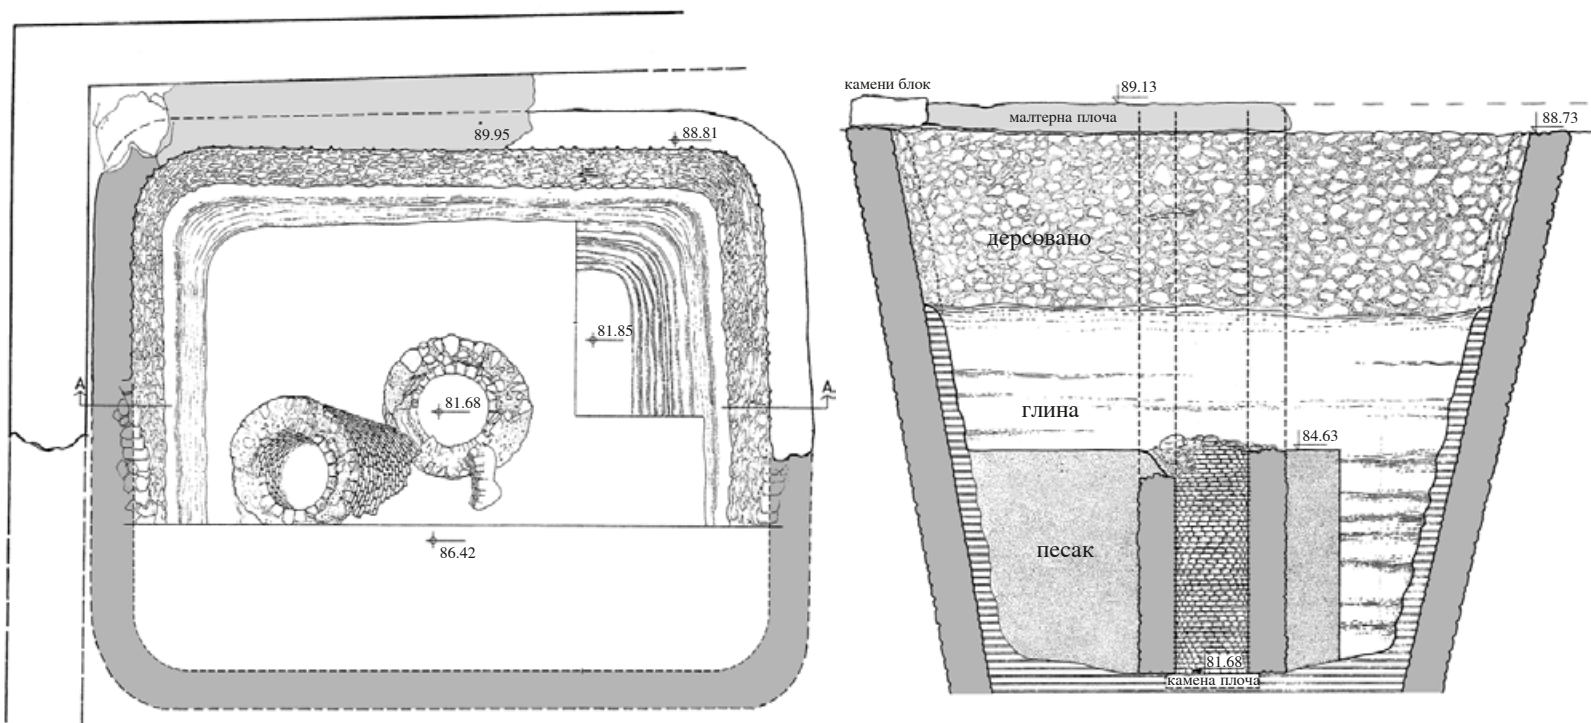 89.95
88.81
81.85
A
A
81.68
86.42
камени блок
89.13
малтерна плоча
88.73
дерсовано
глина
84.63
песак
81.68
камена плоча